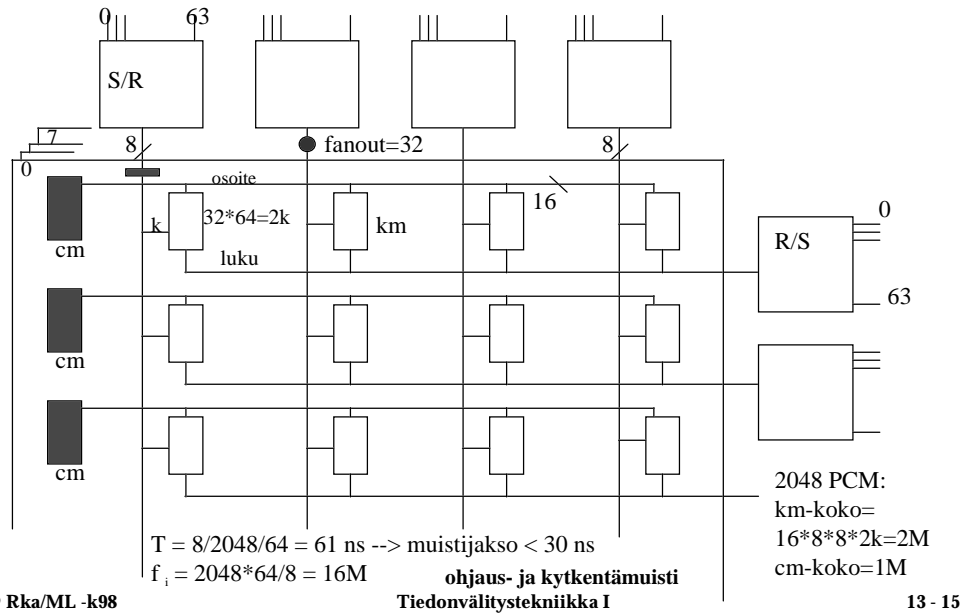 0 63
S/R
7
0
8
fanout=32
8
osoite
16
k
32*64=2k
km
cm
luku
R/S
0
63
cm
cm
2048 PCM:
km-koko=
16*8*8*2k=2M
cm-koko=1M
T = 8/2048/64 = 61 ns --> muistijakso < 30 ns
f i = 2048*64/8 = 16M
ohjaus- ja kytkentämuisti
Rka/ML -k98 Tiedonvälitystekniikka I 13 - 15